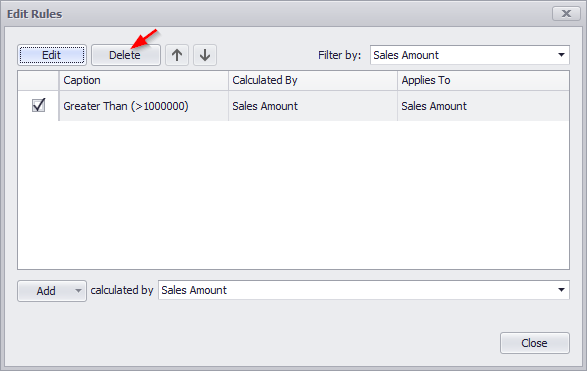 Edit Rules
Edit Delete Filter by: Sales Amount
Caption Calculated By Applies To
Greater Than (>1000000) Sales Amount Sales Amount
Add calculated by Sales Amount
Close